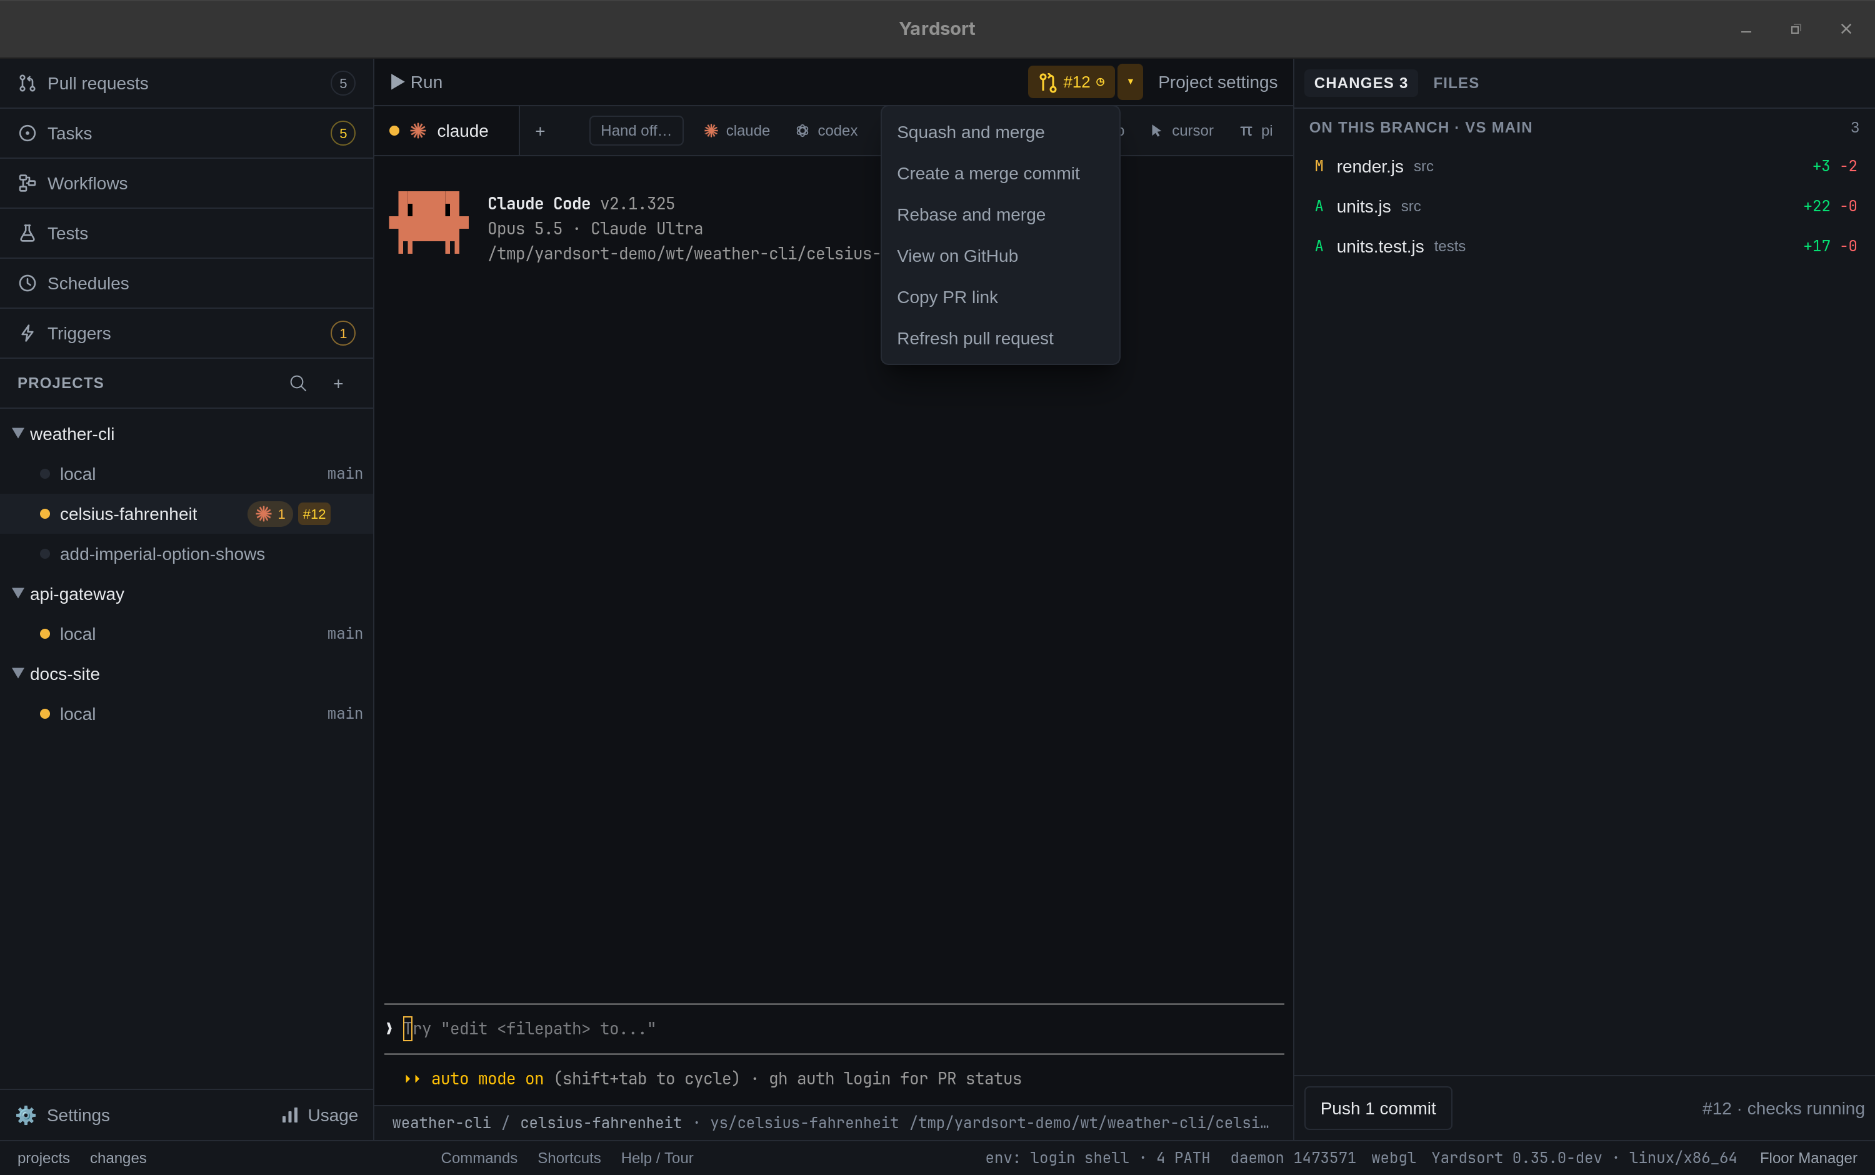 Yardsort
Pull requests 5
Tasks 5
Workflows
Tests
Schedules
Triggers 1
PROJECTS +
weather-cli
local main
celsius-fahrenheit 1 #12
add-imperial-option-shows
api-gateway
local main
docs-site
local main
Settings Usage
Run #12 Project settings
claude + Hand off… claude codex cursor pi
Squash and merge
Create a merge commit
Rebase and merge
View on GitHub
Copy PR link
Refresh pull request
Claude Code v2.1.325
Opus 5.5 · Claude Ultra
/tmp/yardsort-demo/wt/weather-cli/celsius-
❯ Try "edit <filepath> to..."
auto mode on (shift+tab to cycle) · gh auth login for PR status
weather-cli / celsius-fahrenheit · ys/celsius-fahrenheit /tmp/yardsort-demo/wt/weather-cli/celsi…
CHANGES 3 FILES
ON THIS BRANCH · VS MAIN 3
M render.js src +3 -2
A units.js src +22 -0
A units.test.js tests +17 -0
Push 1 commit #12 · checks running
projects changes Commands Shortcuts Help / Tour env: login shell · 4 PATH daemon 1473571 webgl Yardsort 0.35.0-dev · linux/x86_64 Floor Manager